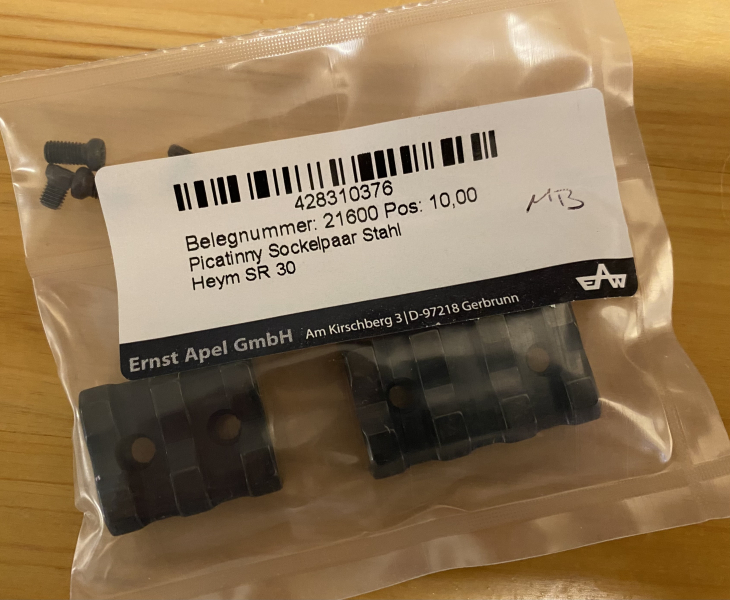 428310376
Belegnummer: 21600 Pos: 10,00
Picatinny Sockelpaar Stahl
Heym SR 30
MB
EAW
Ernst Apel GmbH Am Kirschberg 3|D-97218 Gerbrunn